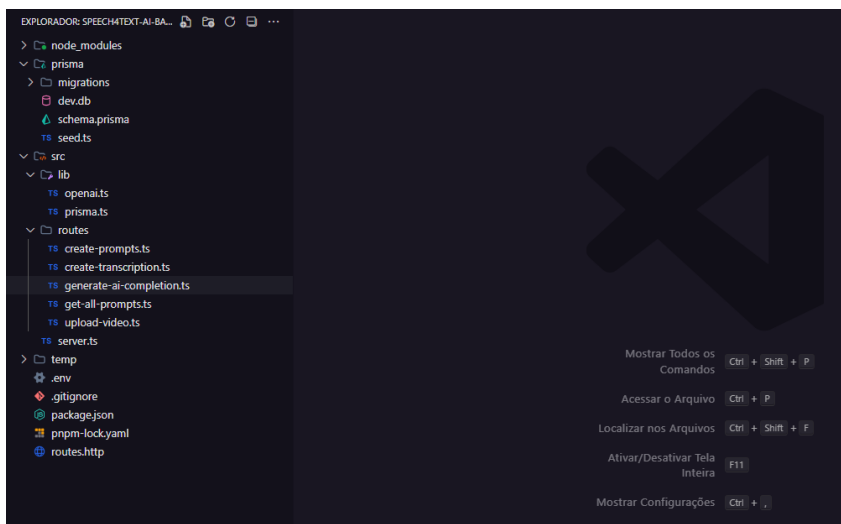 EXPLORADOR: SPEECH4TEXT-AI-BA...
node_modules
prisma
migrations
dev.db
schema.prisma
TS seed.ts
src
lib
TS openai.ts
TS prisma.ts
routes
TS create-prompts.ts
TS create-transcription.ts
TS generate-ai-completion.ts
TS get-all-prompts.ts
TS upload-video.ts
TS server.ts
temp
.env
.gitignore
package.json
pnpm-lock.yaml
routes.http
Mostrar Todos os
Comandos Ctrl + Shift + P
Acessar o Arquivo Ctrl + P
Localizar nos Arquivos Ctrl + Shift + F
Ativar/Desativar Tela
Inteira F11
Mostrar Configurações Ctrl + ,